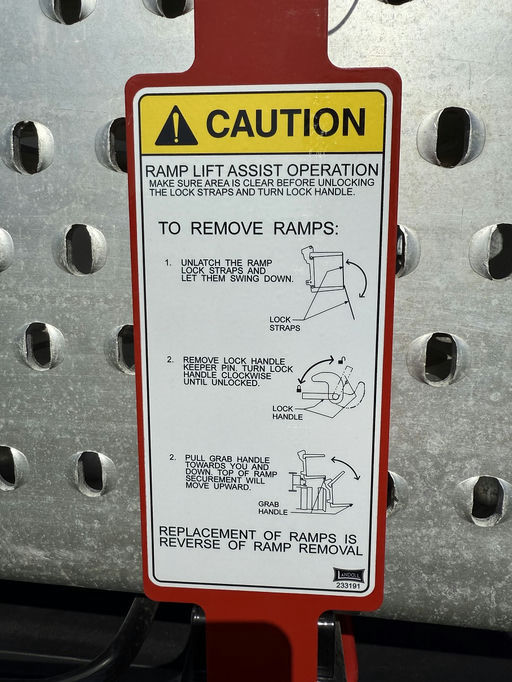 CAUTION
RAMP LIFT ASSIST OPERATION
MAKE SURE AREA IS CLEAR BEFORE UNLOCKING
THE LOCK STRAPS AND TURN LOCK HANDLE.
TO REMOVE RAMPS:
1. UNLATCH THE RAMP
LOCK STRAPS AND
LET THEM SWING DOWN.
LOCK
STRAPS
2. REMOVE LOCK HANDLE
KEEPER PIN. TURN LOCK
HANDLE CLOCKWISE
UNTIL UNLOCKED.
LOCK
HANDLE
2. PULL GRAB HANDLE
TOWARDS YOU AND
DOWN. TOP OF RAMP
SECUREMENT WILL
MOVE UPWARD.
GRAB
HANDLE
REPLACEMENT OF RAMPS IS
REVERSE OF RAMP REMOVAL
LANDOLL
233191